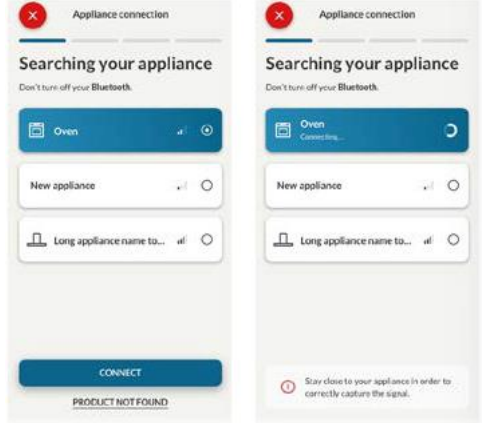 Appliance connection
Searching your appliance
Don't turn off your Bluetooth.
Oven
New appliance
Long appliance name to...
CONNECT
PRODUCT NOT FOUND
Appliance connection
Searching your appliance
Don't turn off your Bluetooth.
Oven
Connecting...
New appliance
Long appliance name to...
Stay close to your appliance in order to
correctly capture the signal.